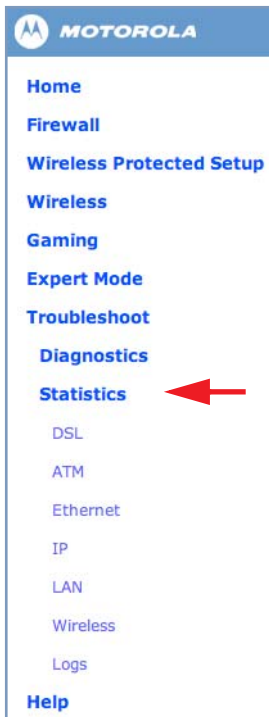 MOTOROLA
Home
Firewall
Wireless Protected Setup
Wireless
Gaming
Expert Mode
Troubleshoot
Diagnostics
Statistics
DSL
ATM
Ethernet
IP
LAN
Wireless
Logs
Help